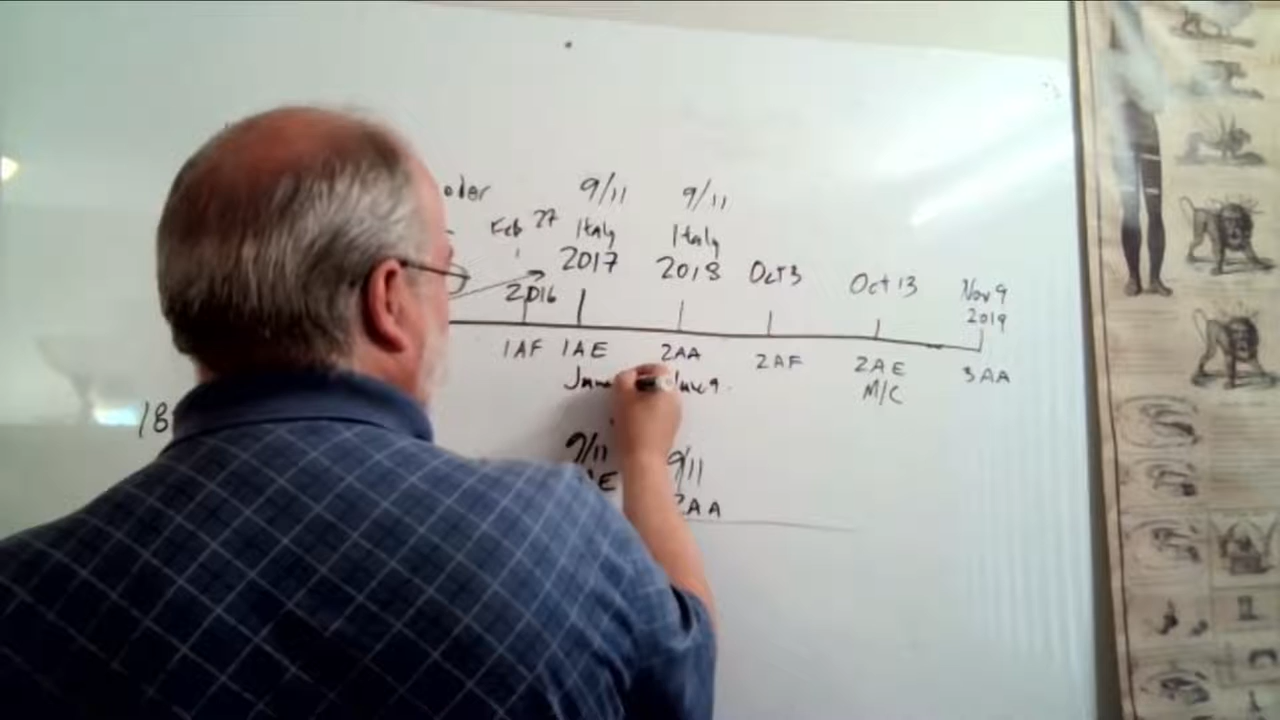 oder
9/11 9/11
Feb 27 Italy Italy
2016 2017 2018 Oct 3 Oct 13 Nov 9
2019
1AF 1AE 2AA 2AF 2AE 3AA
M/C
18
9/11 9/11
E 2AA